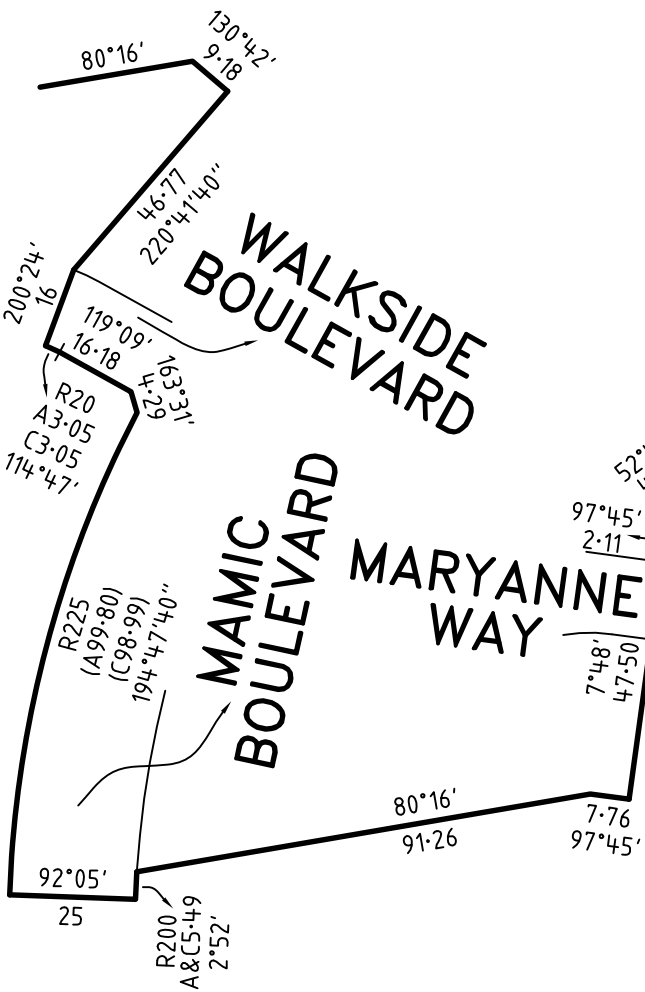 80°16'
130°42'
9·18
46·77
220°41'40"
200°24'
16
WALKSIDE
BOULEVARD
119°09'
16·18
163°31'
4·29
R20
A3·05
C3·05
114°47'
52°
97°45'
2·11
MARYANNE
WAY
MAMIC
BOULEVARD
R225
(A99·80)
(C98·99)
194°47'40"
7°48'
47·50
80°16'
91·26
7·76
97°45'
92°05'
25
R200
A&C5·49
2°52'